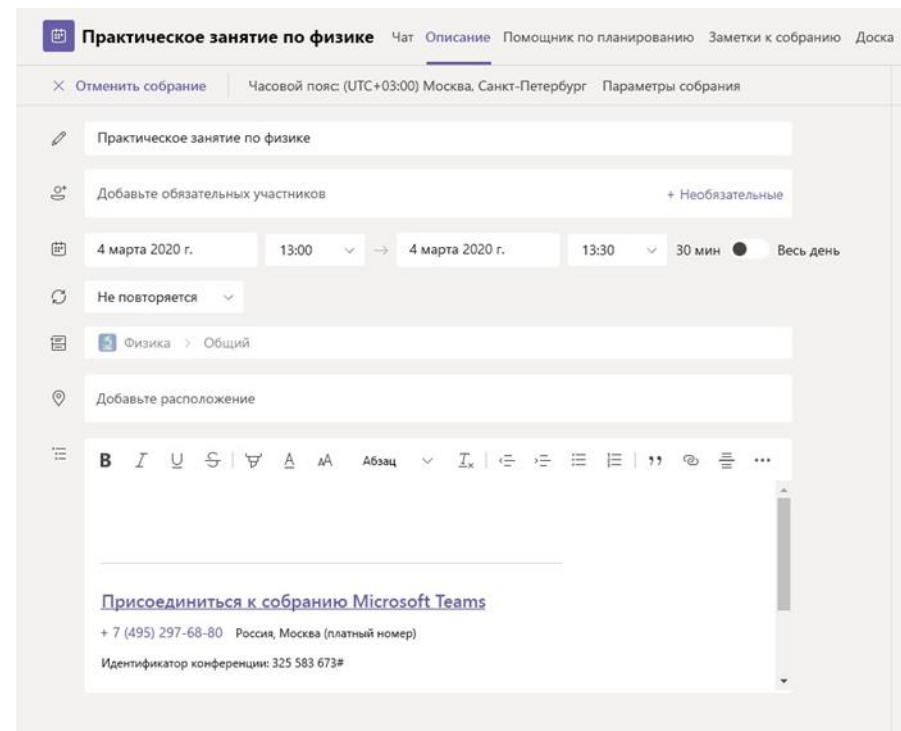 Практическое занятие по физике Чат Описание Помощник по планированию Заметки к собранию Доска
Отменить собрание Часовой пояс: (UTC+03:00) Москва, Санкт-Петербург Параметры собрания
Практическое занятие по физике
Добавьте обязательных участников + Необязательные
4 марта 2020 г. 13:00 → 4 марта 2020 г. 13:30 30 мин Весь день
Не повторяется
Физика > Общий
Добавьте расположение
B I U S A AA Абзац Ix
Присоединиться к собранию Microsoft Teams
+ 7 (495) 297-68-80 Россия, Москва (платный номер)
Идентификатор конференции: 325 583 673#